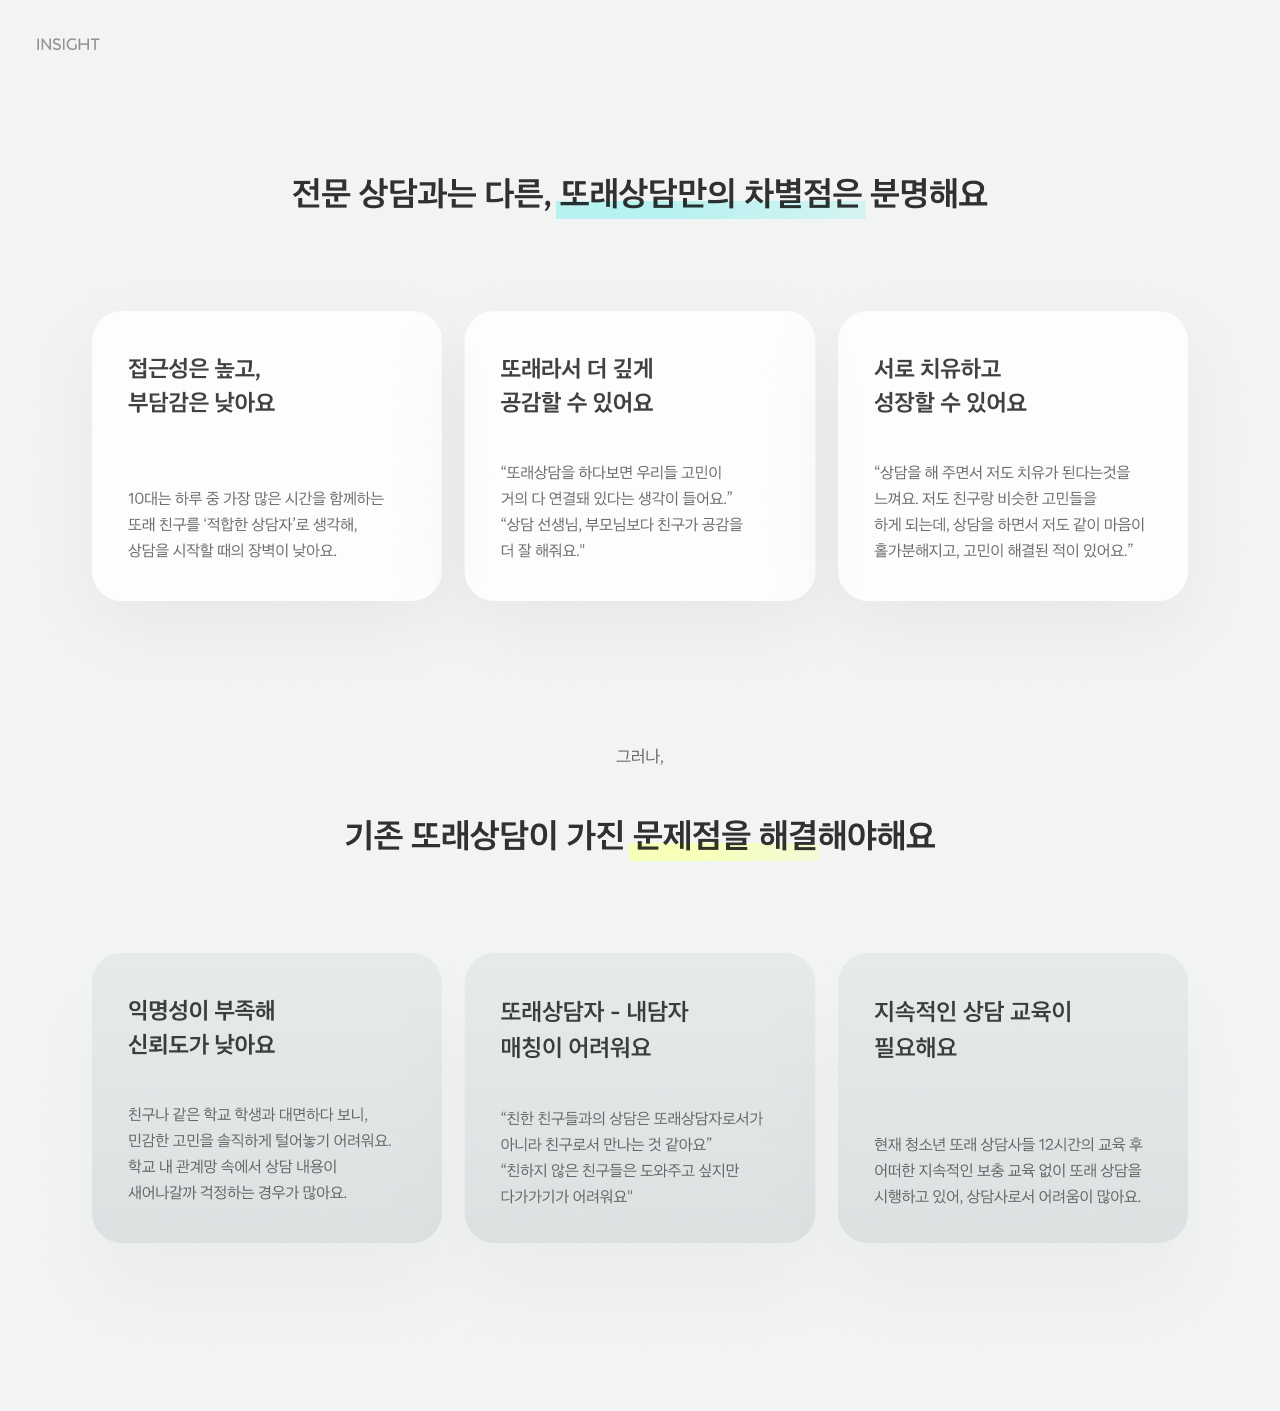 INSIGHT
전문 상담과는 다른, 또래상담만의 차별점은 분명해요
접근성은 높고,
부담감은 낮아요
10대는 하루 중 가장 많은 시간을 함께하는
또래 친구를 ‘적합한 상담자’로 생각해,
상담을 시작할 때의 장벽이 낮아요.
또래라서 더 깊게
공감할 수 있어요
“또래상담을 하다보면 우리들 고민이
거의 다 연결돼 있다는 생각이 들어요.”
“상담 선생님, 부모님보다 친구가 공감을
더 잘 해줘요."
서로 치유하고
성장할 수 있어요
“상담을 해 주면서 저도 치유가 된다는것을
느껴요. 저도 친구랑 비슷한 고민들을
하게 되는데, 상담을 하면서 저도 같이 마음이
홀가분해지고, 고민이 해결된 적이 있어요.”
그러나,
기존 또래상담이 가진 문제점을 해결해야해요
익명성이 부족해
신뢰도가 낮아요
친구나 같은 학교 학생과 대면하다 보니,
민감한 고민을 솔직하게 털어놓기 어려워요.
학교 내 관계망 속에서 상담 내용이
새어나갈까 걱정하는 경우가 많아요.
또래상담자 - 내담자
매칭이 어려워요
“친한 친구들과의 상담은 또래상담자로서가
아니라 친구로서 만나는 것 같아요”
“친하지 않은 친구들은 도와주고 싶지만
다가가기가 어려워요"
지속적인 상담 교육이
필요해요
현재 청소년 또래 상담사들 12시간의 교육 후
어떠한 지속적인 보충 교육 없이 또래 상담을
시행하고 있어, 상담사로서 어려움이 많아요.